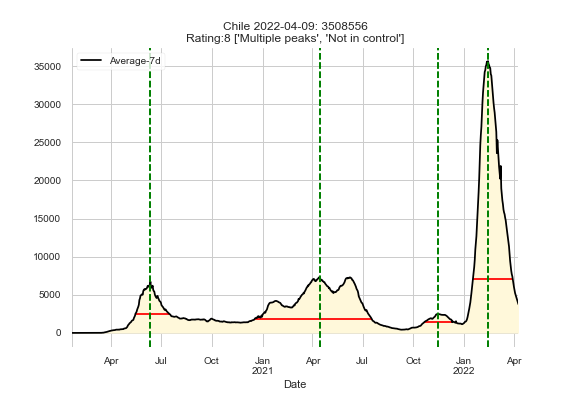 Chile 2022-04-09: 3508556
Rating:8 ['Multiple peaks', 'Not in control']
Average-7d
35000
30000
25000
20000
15000
10000
5000
0
Apr Jul Oct Jan Apr Jul Oct Jan Apr
2021 2022
Date